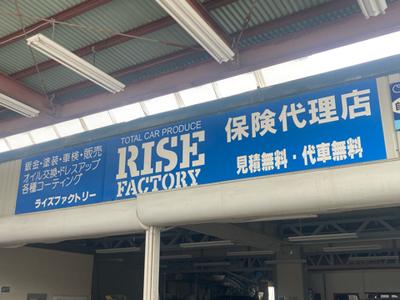 鈑金・塗装・車検・販売
オイル交換・ドレスアップ
各種コーティング
ライズファクトリー
TOTAL CAR PRODUCE
RISE
FACTORY
保険代理店
見積無料・代車無料